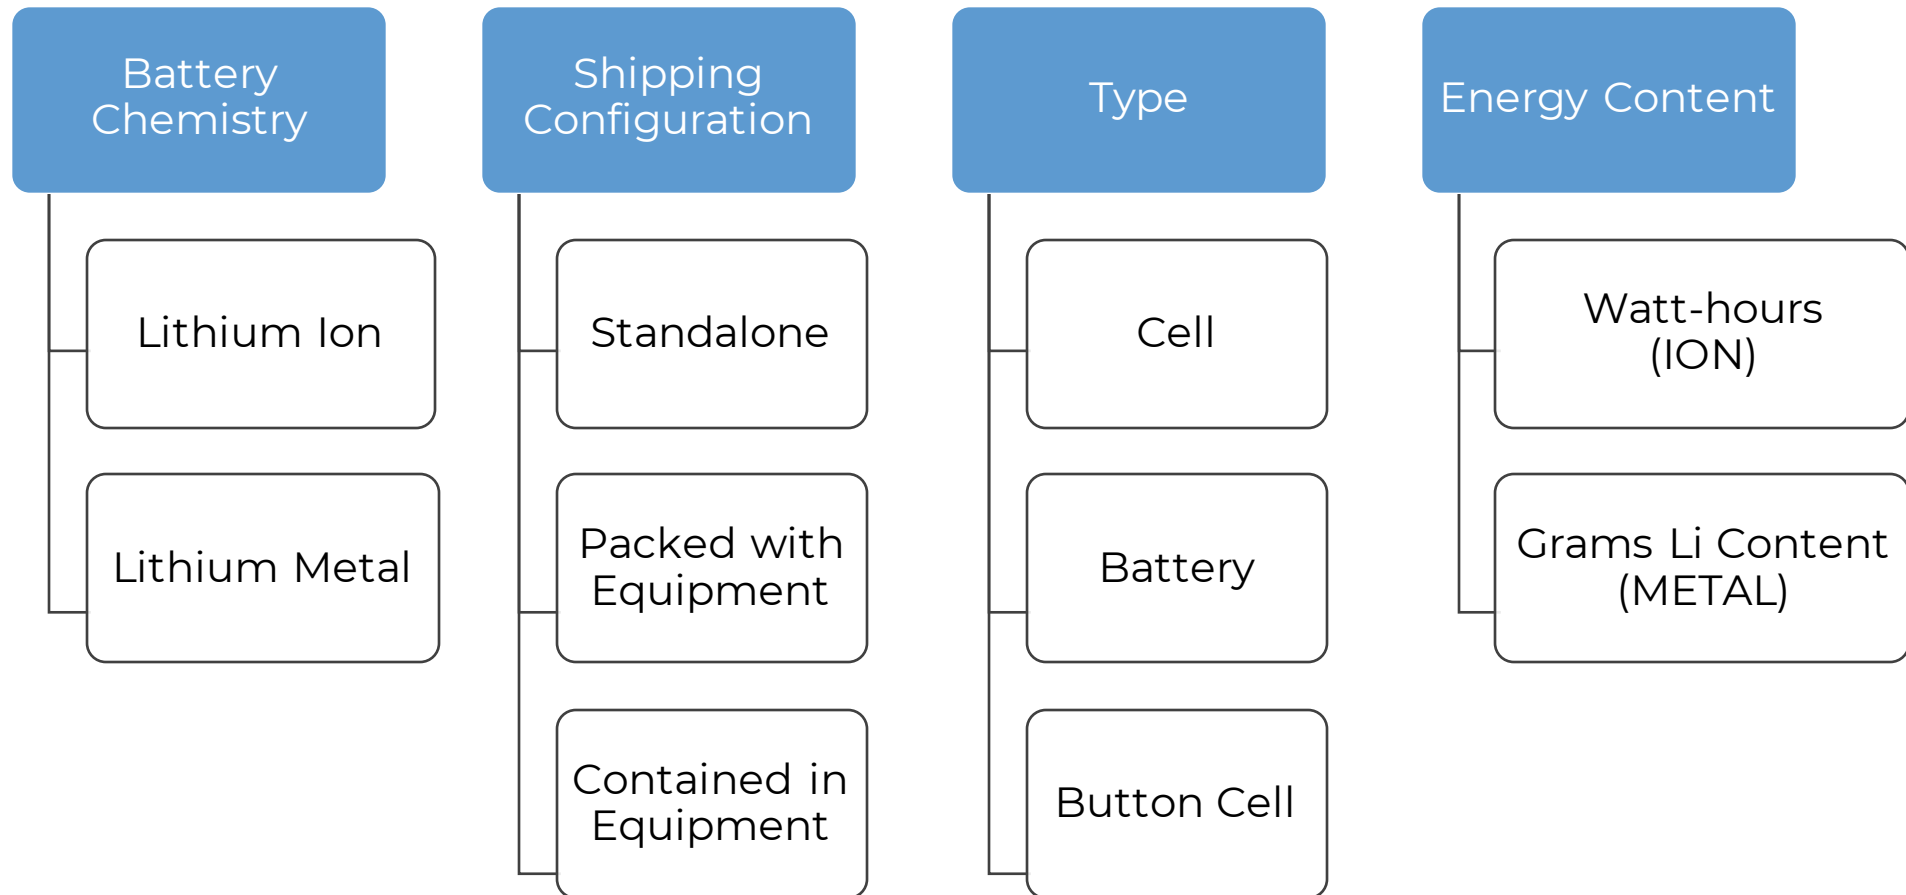 Battery
Chemistry
Lithium Ion
Lithium Metal
Shipping
Configuration
Standalone
Packed with
Equipment
Contained in
Equipment
Type
Cell
Battery
Button Cell
Energy Content
Watt-hours
(ION)
Grams Li Content
(METAL)